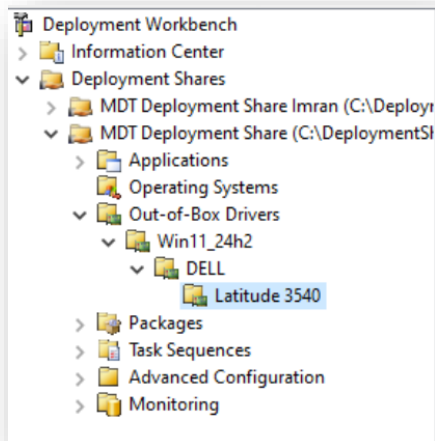 Deployment Workbench
Information Center
Deployment Shares
MDT Deployment Share Imran (C:\Deployr
MDT Deployment Share (C:\DeploymentSl
Applications
Operating Systems
Out-of-Box Drivers
Win11_24h2
DELL
Latitude 3540
Packages
Task Sequences
Advanced Configuration
Monitoring